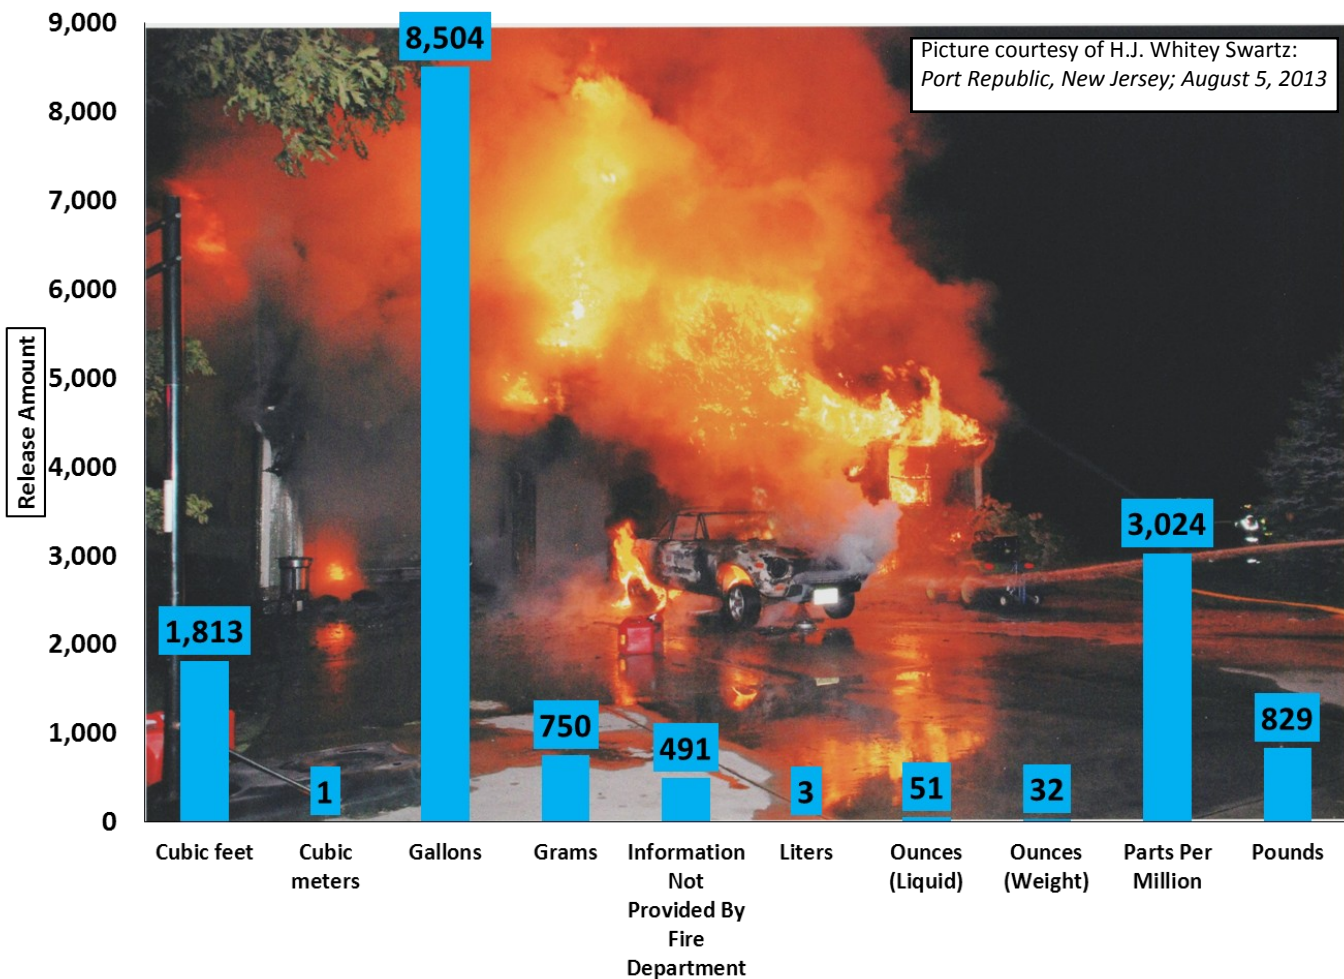 9,000
8,000
7,000
6,000
5,000
4,000
3,000
2,000
1,000
0
Release Amount
Picture courtesy of H.J. Whitey Swartz:
Port Republic, New Jersey; August 5, 2013
1,813
1
8,504
750
491
3
51
32
3,024
829
Cubic feet
Cubic
meters
Gallons
Grams
Information
Not
Provided By
Fire
Department
Liters
Ounces
(Liquid)
Ounces
(Weight)
Parts Per
Million
Pounds